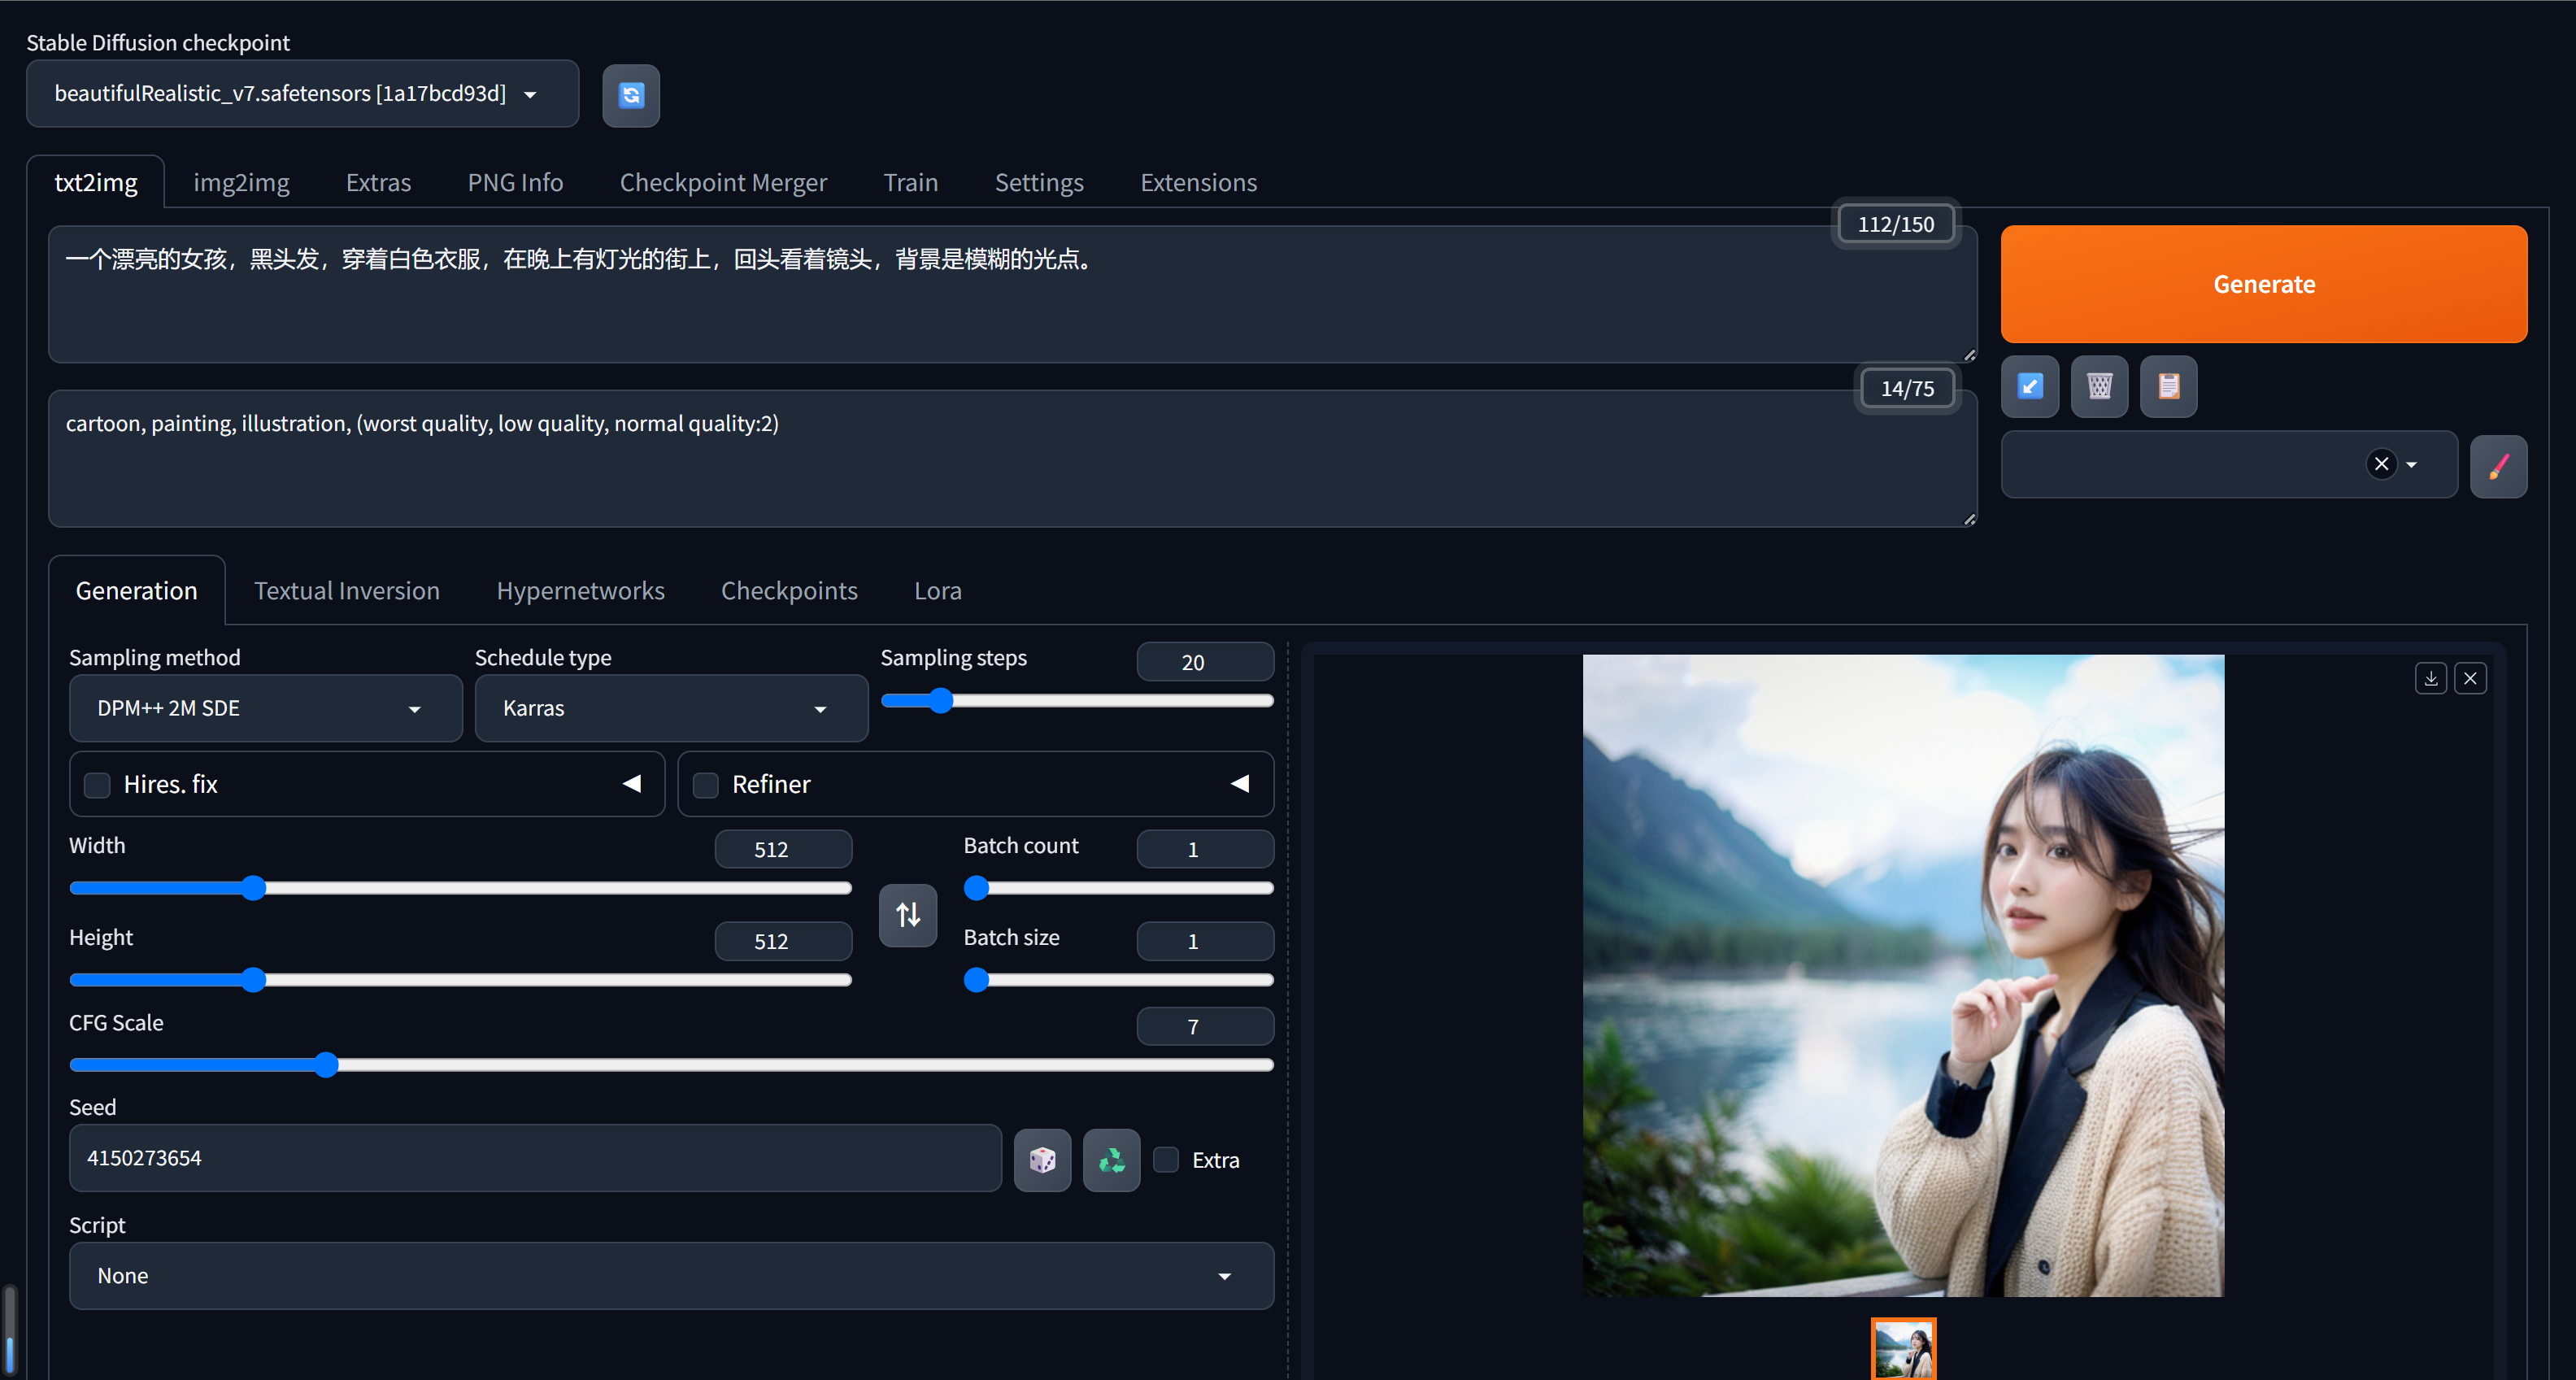 Stable Diffusion checkpoint
beautifulRealistic_v7.safetensors [1a17bcd93d]
txt2img img2img Extras PNG Info Checkpoint Merger Train Settings Extensions
112/150
一个漂亮的女孩，黑头发，穿着白色衣服，在晚上有灯光的街上，回头看着镜头，背景是模糊的光点。
Generate
14/75
cartoon, painting, illustration, (worst quality, low quality, normal quality:2)
Generation Textual Inversion Hypernetworks Checkpoints Lora
Sampling method Schedule type Sampling steps 20
DPM++ 2M SDE Karras
Hires. fix Refiner
Width 512 Batch count 1
Height 512 Batch size 1
CFG Scale 7
Seed
4150273654 Extra
Script
None